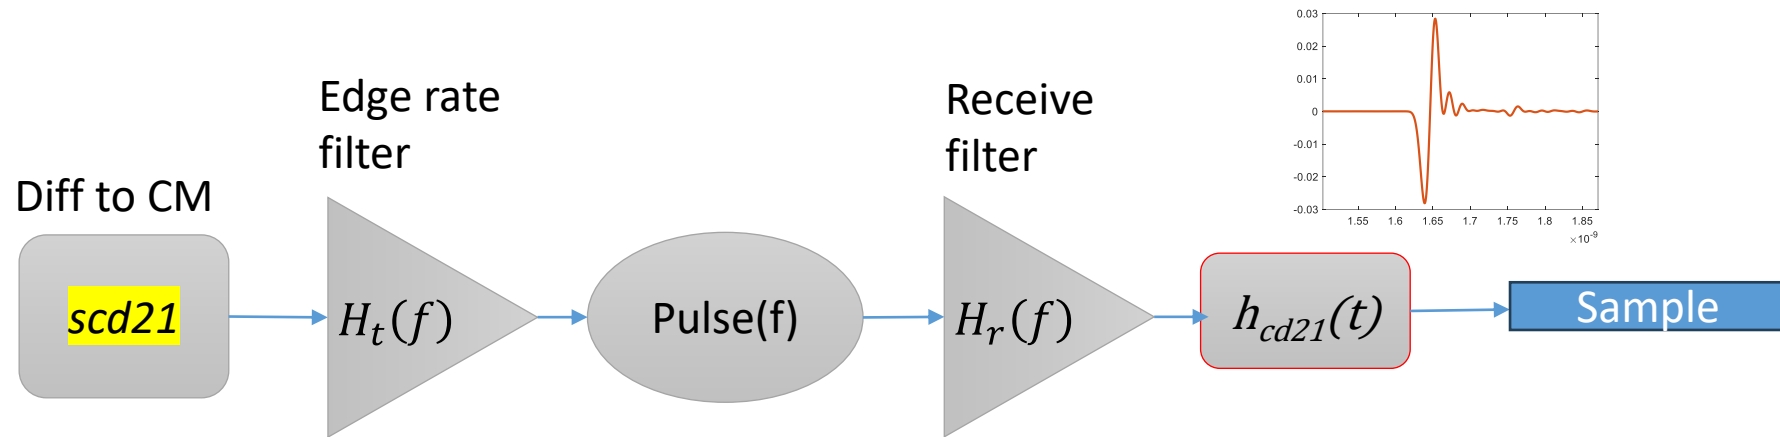 Edge rate
filter
Receive
filter
Diff to CM
scd21
H_t(f)
Pulse(f)
H_r(f)
h_cd21(t)
Sample
0.03
0.02
0.01
0
-0.01
-0.02
-0.03
1.55 1.6 1.65 1.7 1.75 1.8 1.85
×10⁻⁹